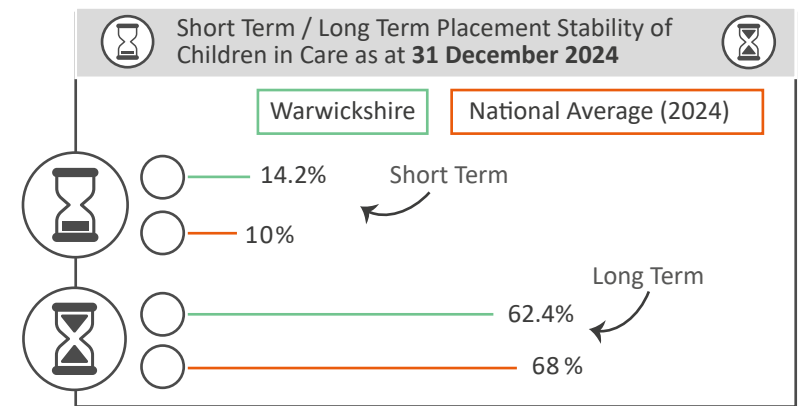 Short Term / Long Term Placement Stability of
Children in Care as at 31 December 2024
Warwickshire
National Average (2024)
14.2%
Short Term
10%
Long Term
62.4%
68%